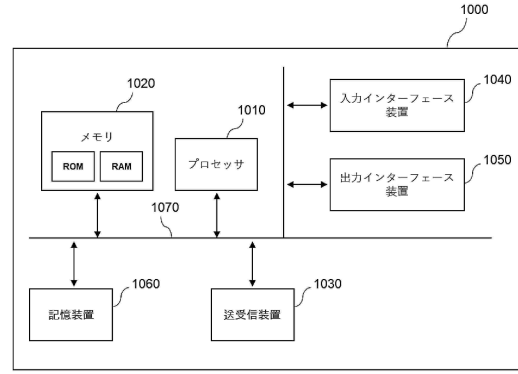 1000
1020
メモリ
ROM
RAM
1010
プロセッサ
1040
入力インターフェース
装置
1050
出力インターフェース
装置
1070
1060
記憶装置
1030
送受信装置